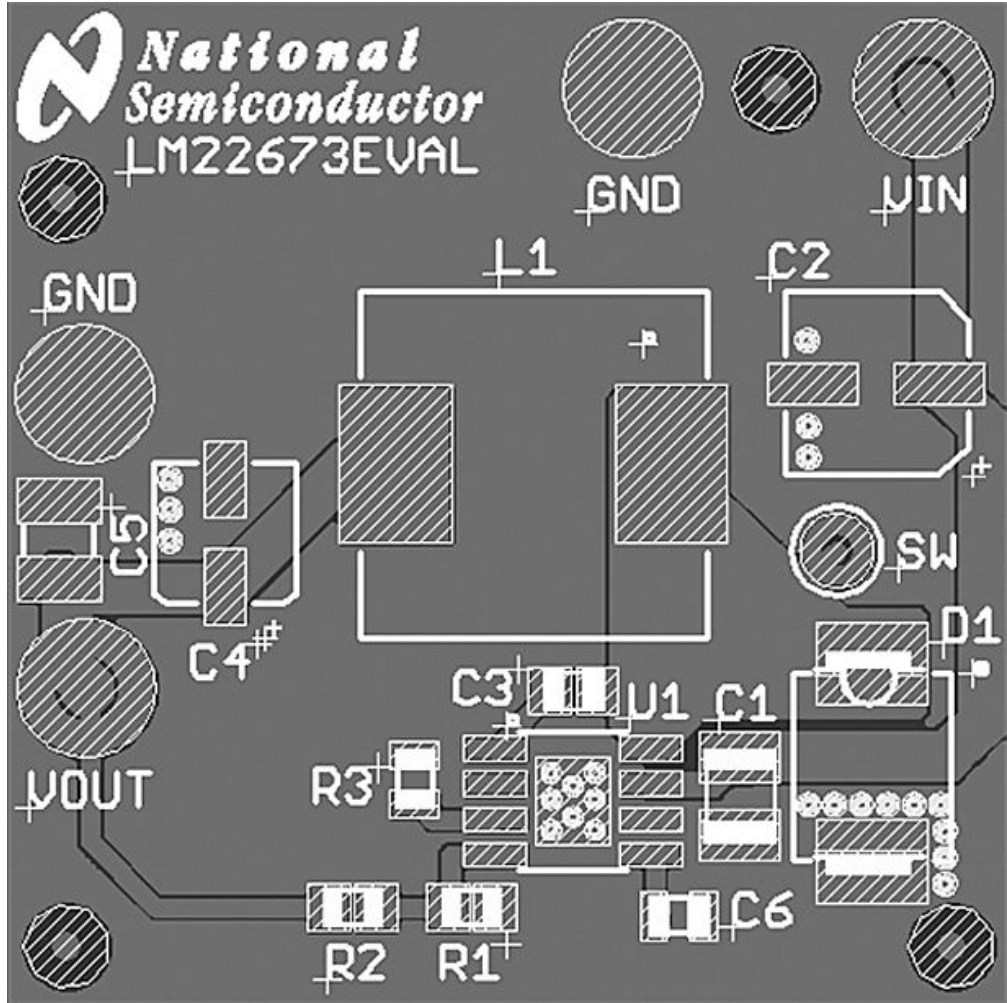 National
Semiconductor
LM22673EVAL
GND
VIN
L1
C2
GND
C5
SW
C4
D1
C3
U1
C1
R3
VOUT
C6
R2
R1